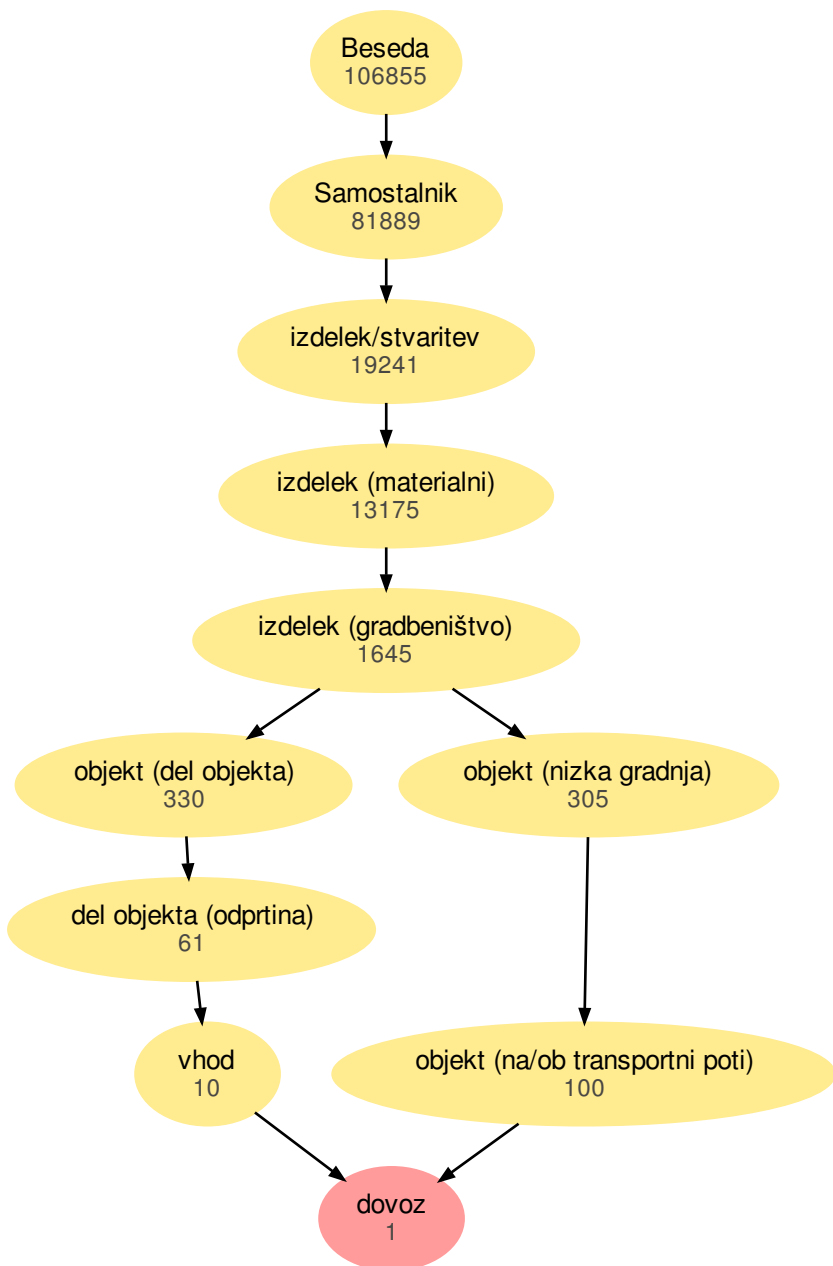 Beseda
106855
Samostalnik
81889
izdelek/stvaritev
19241
izdelek (materialni)
13175
izdelek (gradbeništvo)
1645
objekt (del objekta)
330
objekt (nizka gradnja)
305
del objekta (odprtina)
61
vhod
10
objekt (na/ob transportni poti)
100
dovoz
1